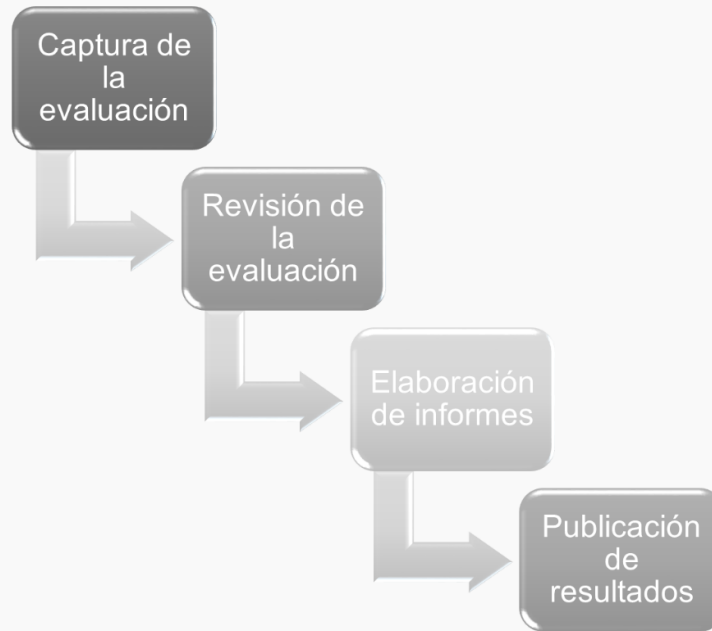 Captura de
la
evaluación
Revisión de
la
evaluación
Elaboración
de informes
Publicación
de
resultados